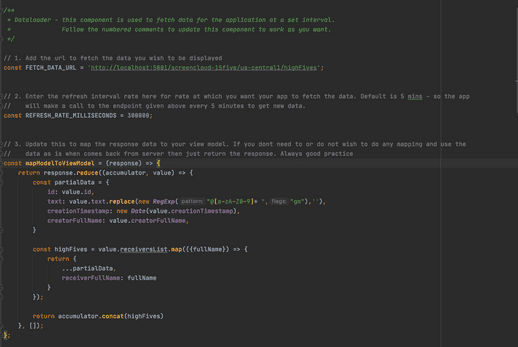 /**
* Dataloader - this component is used to fetch data for the application at a set interval.
* Follow the numbered comments to update this component to work as you want.
*/
// 1. Add the url to fetch the data you wish to be displayed
const FETCH_DATA_URL = 'http://localhost:5001/screencloud-15five/us-central1/highFives';
// 2. Enter the refresh interval rate here for rate at which you want your app to fetch the data. Default is 5 mins - so the app
// will make a call to the endpoint given above every 5 minutes to get new data.
const REFRESH_RATE_MILLISECONDS = 300000;
// 3. Update this to map the response data to your view model. If you dont need to or do not wish to do any mapping and use the
// data as is when comes back from server then just return the response. Always good practice
const mapModelToViewModel = (response) => {
return response.reduce((accumulator, value) => {
const partialData = {
id: value.id,
text: value.text.replace(new RegExp( pattern: "@[a-zA-Z0-9]+ ", flags: "gm"),''),
creationTimestamp: new Date(value.creationTimestamp),
creatorFullName: value.creatorFullName,
}
const highFives = value.receiversList.map(({fullName}) => {
return {
...partialData,
receiverFullName: fullName
}
});
return accumulator.concat(highFives)
}, []);
};